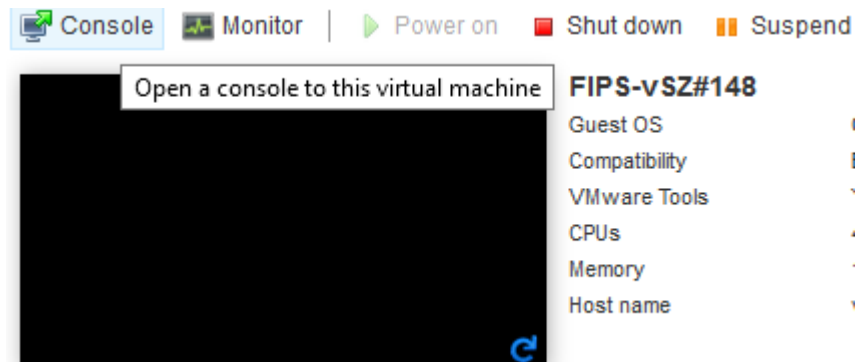 Console Monitor Power on Shut down Suspend
Open a console to this virtual machine
FIPS-vSZ#148
Guest OS
Compatibility
VMware Tools
CPUs
Memory
Host name